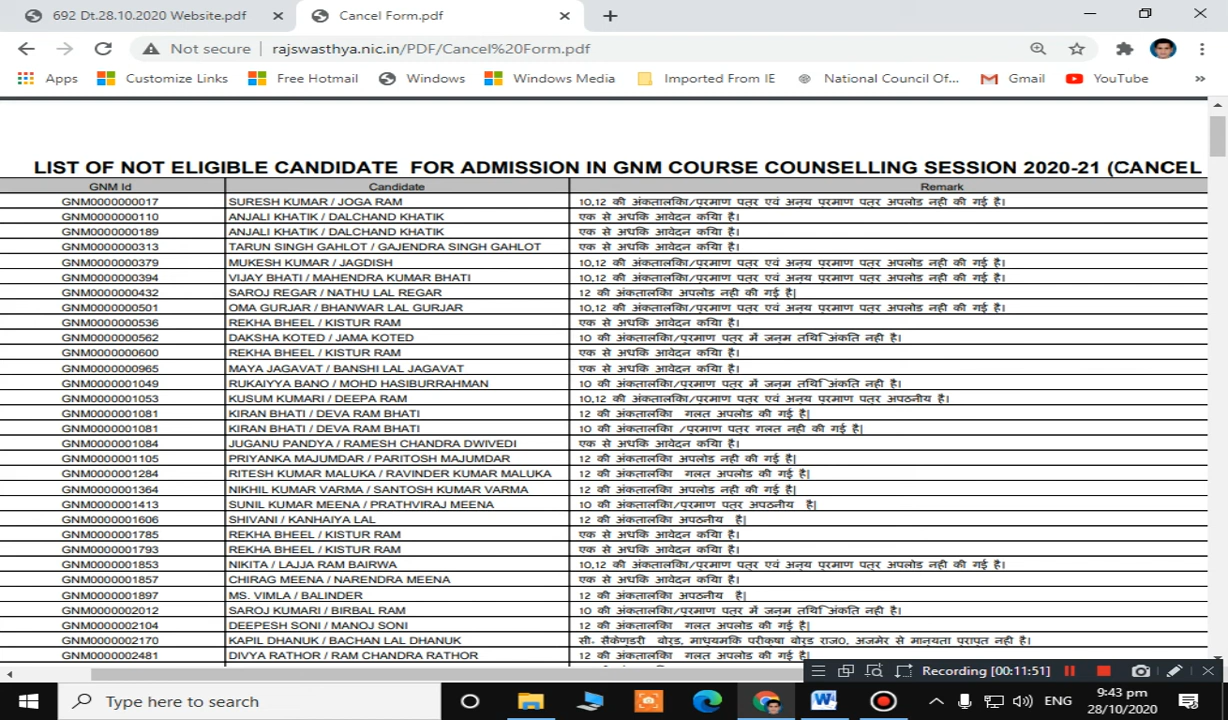 692 Dt.28.10.2020 Website.pdf
Cancel Form.pdf
Not secure | rajswasthya.nic.in/PDF/Cancel%20Form.pdf
Apps Customize Links Free Hotmail Windows Windows Media Imported From IE National Council Of... Gmail YouTube »
LIST OF NOT ELIGIBLE CANDIDATE FOR ADMISSION IN GNM COURSE COUNSELLING SESSION 2020-21 (CANCEL
GNM Id Candidate Remark
GNM0000000017 SURESH KUMAR / JOGA RAM 10,12 की अंकतालिका/प्रमाण पत्र एवं अन्य प्रमाण पत्र अपलोड नही की गई है।
GNM0000000110 ANJALI KHATIK / DALCHAND KHATIK एक से अधिक आवेदन किया है।
GNM0000000189 ANJALI KHATIK / DALCHAND KHATIK एक से अधिक आवेदन किया है।
GNM0000000313 TARUN SINGH GAHLOT / GAJENDRA SINGH GAHLOT एक से अधिक आवेदन किया है।
GNM0000000379 MUKESH KUMAR / JAGDISH 10,12 की अंकतालिका/प्रमाण पत्र एवं अन्य प्रमाण पत्र अपलोड नही की गई है।
GNM0000000394 VIJAY BHATI / MAHENDRA KUMAR BHATI 10,12 की अंकतालिका/प्रमाण पत्र एवं अन्य प्रमाण पत्र अपलोड नही की गई है।
GNM0000000432 SAROJ REGAR / NATHU LAL REGAR 12 की अंकतालिका अपलोड नही की गई है|
GNM0000000501 OMA GURJAR / BHANWAR LAL GURJAR 10,12 की अंकतालिका/प्रमाण पत्र एवं अन्य प्रमाण पत्र अपलोड नही की गई है।
GNM0000000536 REKHA BHEEL / KISTUR RAM एक से अधिक आवेदन किया है।
GNM0000000562 DAKSHA KOTED / JAMA KOTED 10 की अंकतालिका/प्रमाण पत्र में जन्म तिथि अंकित नही है।
GNM0000000600 REKHA BHEEL / KISTUR RAM एक से अधिक आवेदन किया है।
GNM0000000965 MAYA JAGAVAT / BANSHI LAL JAGAVAT एक से अधिक आवेदन किया है।
GNM0000001049 RUKAIYYA BANO / MOHD HASIBURRAHMAN 10 की अंकतालिका/प्रमाण पत्र में जन्म तिथि अंकित नही है।
GNM0000001053 KUSUM KUMARI / DEEPA RAM 10,12 की अंकतालिका/प्रमाण पत्र एवं अन्य प्रमाण पत्र अपठनीय है।
GNM0000001081 KIRAN BHATI / DEVA RAM BHATI 12 की अंकतालिका गलत अपलोड की गई है|
GNM0000001081 KIRAN BHATI / DEVA RAM BHATI 10 की अंकतालिका /प्रमाण पत्र गलत नही की गई है|
GNM0000001084 JUGANU PANDYA / RAMESH CHANDRA DWIVEDI एक से अधिक आवेदन किया है।
GNM0000001105 PRIYANKA MAJUMDAR / PARITOSH MAJUMDAR 12 की अंकतालिका अपलोड नही की गई है|
GNM0000001284 RITESH KUMAR MALUKA / RAVINDER KUMAR MALUKA 12 की अंकतालिका गलत अपलोड की गई है|
GNM0000001364 NIKHIL KUMAR VARMA / SANTOSH KUMAR VARMA 12 की अंकतालिका अपलोड नही की गई है|
GNM0000001413 SUNIL KUMAR MEENA / PRATHVIRAJ MEENA 10 की अंकतालिका/प्रमाण पत्र अपठनीय है|
GNM0000001606 SHIVANI / KANHAIYA LAL 12 की अंकतालिका अपठनीय है|
GNM0000001785 REKHA BHEEL / KISTUR RAM एक से अधिक आवेदन किया है।
GNM0000001793 REKHA BHEEL / KISTUR RAM एक से अधिक आवेदन किया है।
GNM0000001853 NIKITA / LAJJA RAM BAIRWA 10,12 की अंकतालिका/प्रमाण पत्र एवं अन्य प्रमाण पत्र अपलोड नही की गई है।
GNM0000001857 CHIRAG MEENA / NARENDRA MEENA एक से अधिक आवेदन किया है।
GNM0000001897 MS. VIMLA / BALINDER 12 की अंकतालिका अपठनीय है|
GNM0000002012 SAROJ KUMARI / BIRBAL RAM 10 की अंकतालिका/प्रमाण पत्र में जन्म तिथि अंकित नही है।
GNM0000002104 DEEPESH SONI / MANOJ SONI 12 की अंकतालिका गलत अपलोड की गई है|
GNM0000002170 KAPIL DHANUK / BACHAN LAL DHANUK सी॰ सैकेण्डरी बोर्ड, माध्यमिक परीक्षा बोर्ड राज0, अजमेर से मान्यता प्राप्त नही है।
GNM0000002481 DIVYA RATHOR / RAM CHANDRA RATHOR 12 की अंकतालिका गलत अपलोड की गई है|
Recording [00:11:51]
Type here to search
ENG
9:43 pm
28/10/2020